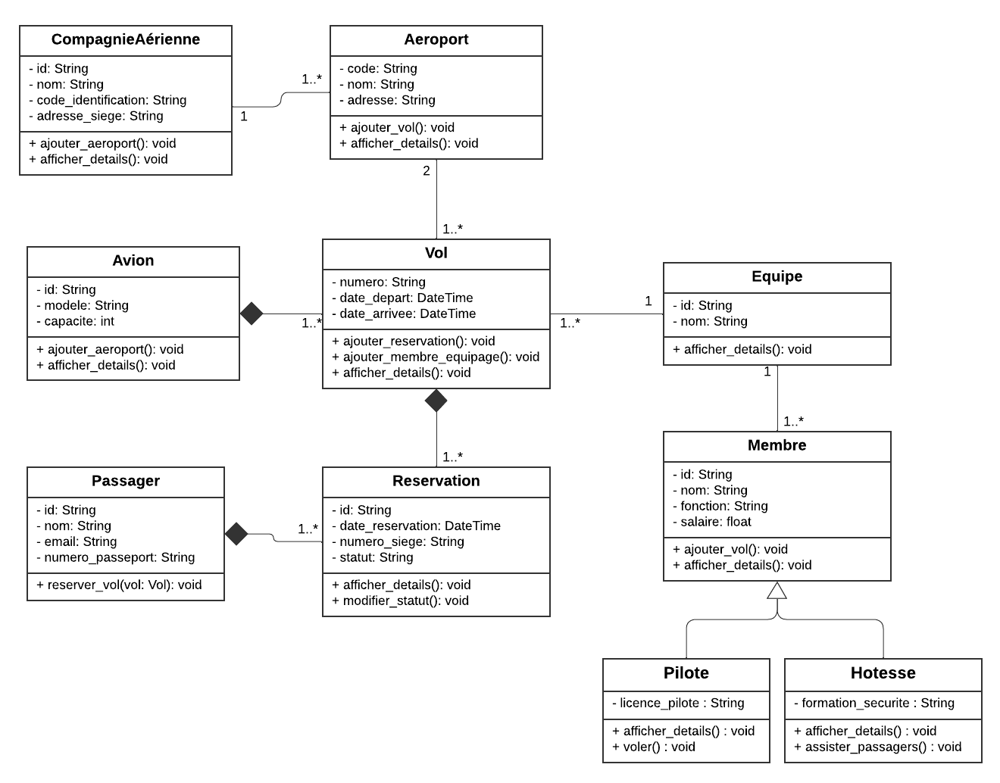 CompagnieAérienne
- id: String
- nom: String
- code_identification: String
- adresse_siege: String
+ ajouter_aeroport(): void
+ afficher_details(): void
1
1..*
Aeroport
- code: String
- nom: String
- adresse: String
+ ajouter_vol(): void
+ afficher_details(): void
2
1..*
Avion
- id: String
- modele: String
- capacite: int
+ ajouter_aeroport(): void
+ afficher_details(): void
1..*
Vol
- numero: String
- date_depart: DateTime
- date_arrivee: DateTime
+ ajouter_reservation(): void
+ ajouter_membre_equipage(): void
+ afficher_details(): void
1..*
1
Equipe
- id: String
- nom: String
+ afficher_details(): void
1
1..*
1..*
Passager
- id: String
- nom: String
- email: String
- numero_passeport: String
+ reserver_vol(vol: Vol): void
1..*
Reservation
- id: String
- date_reservation: DateTime
- numero_siege: String
- statut: String
+ afficher_details(): void
+ modifier_statut(): void
Membre
- id: String
- nom: String
- fonction: String
- salaire: float
+ ajouter_vol(): void
+ afficher_details(): void
Pilote
- licence_pilote : String
+ afficher_details() : void
+ voler() : void
Hotesse
- formation_securite : String
+ afficher_details() : void
+ assister_passagers() : void